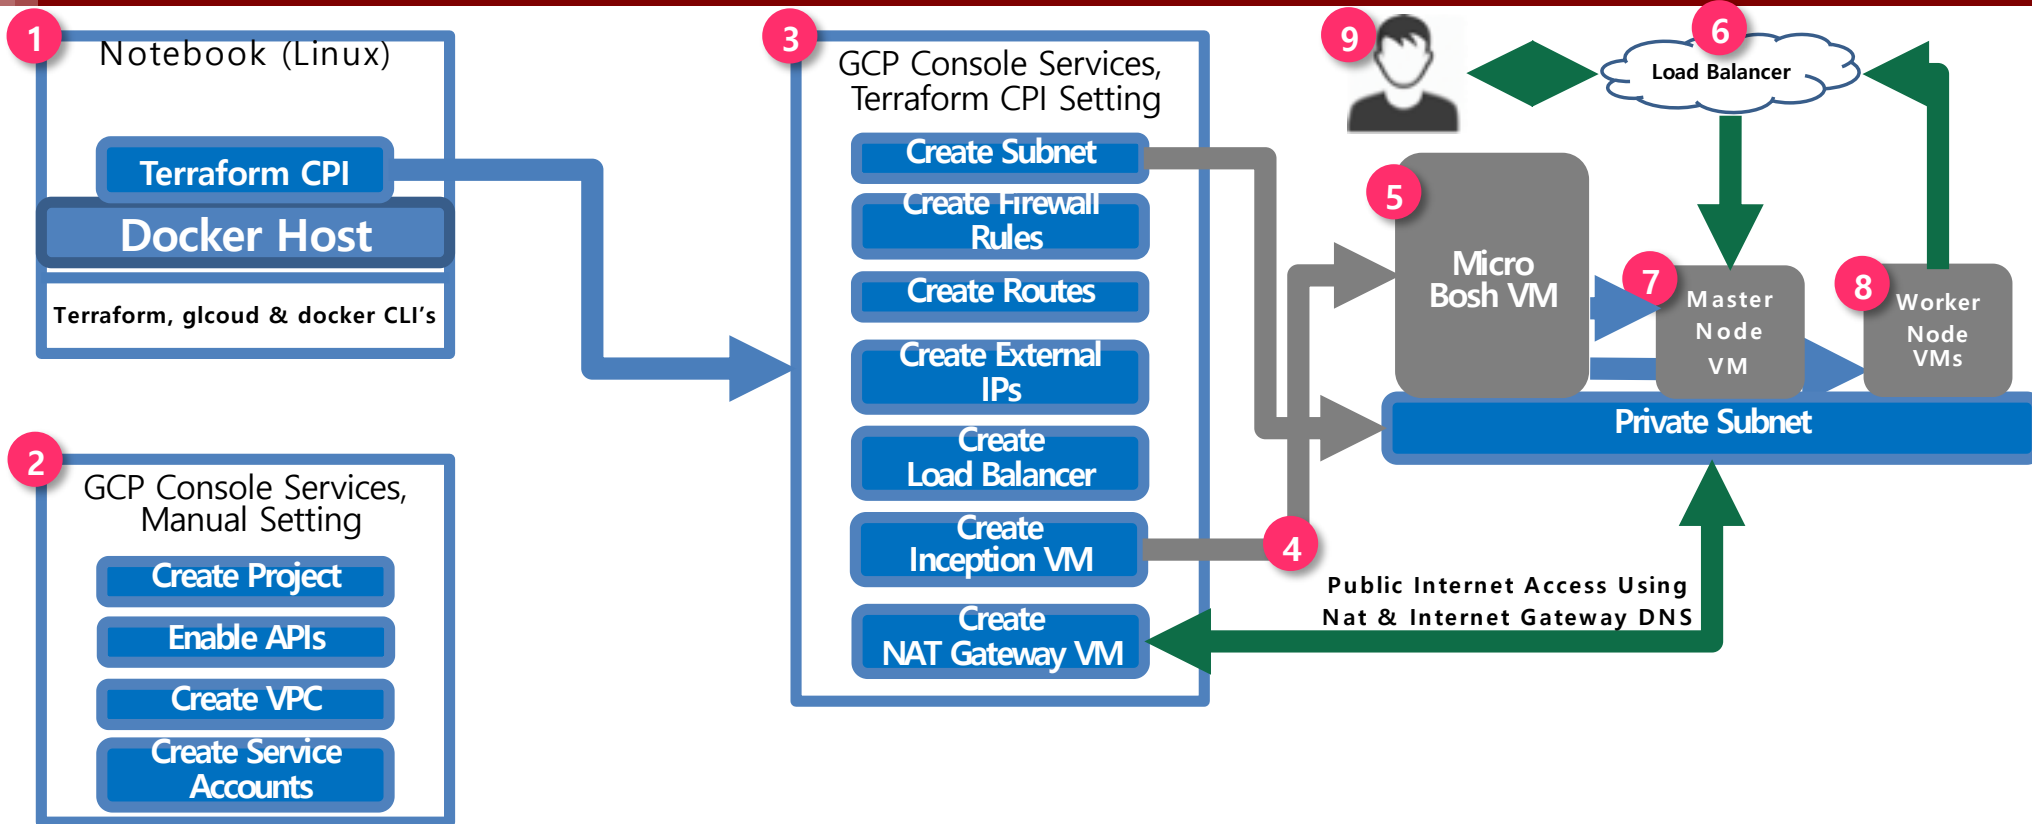 1
Notebook (Linux)
Terraform CPI
Docker Host
Terraform, glcoud & docker CLI's
2
GCP Console Services,
Manual Setting
Create Project
Enable APIs
Create VPC
Create Service
Accounts
3
GCP Console Services,
Terraform CPI Setting
Create Subnet
Create Firewall
Rules
Create Routes
Create External
IPs
Create
Load Balancer
Create
Inception VM
Create
NAT Gateway VM
4
9
6
Load Balancer
5
Micro
Bosh VM
7
Master
Node
VM
8
Worker
Node
VMs
Private Subnet
Public Internet Access Using
Nat & Internet Gateway DNS